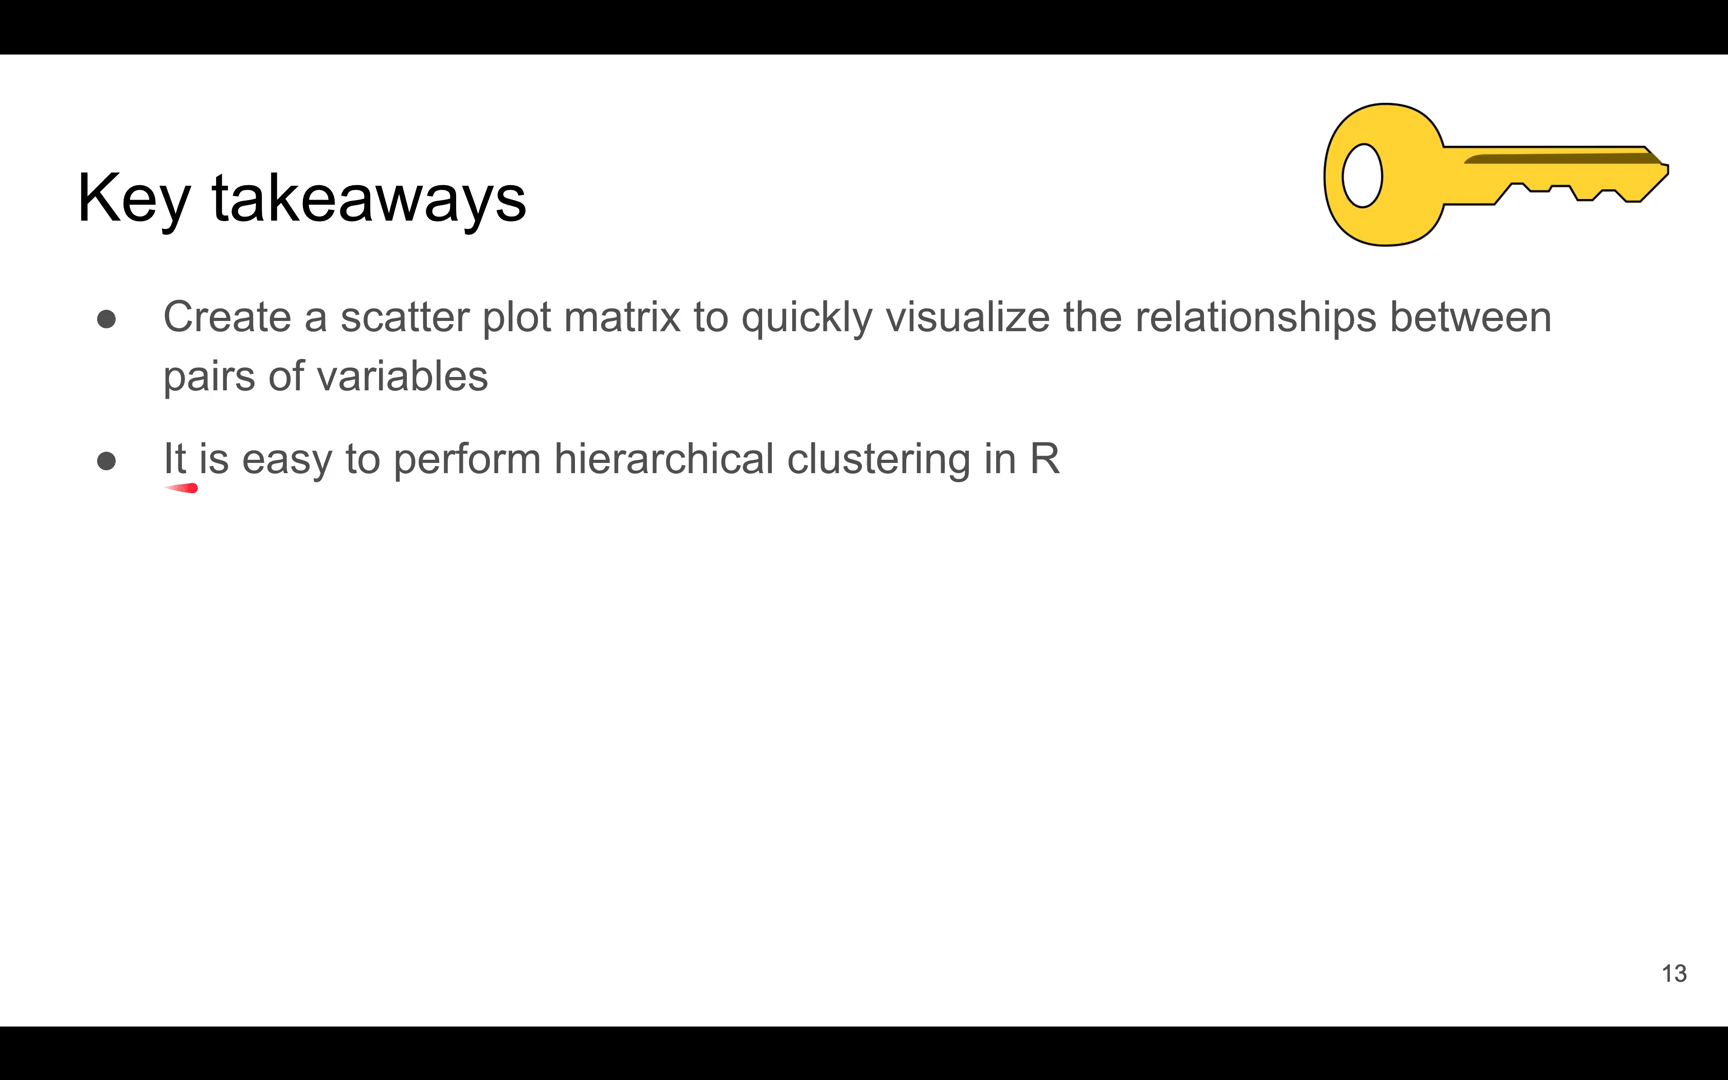 Key takeaways
● Create a scatter plot matrix to quickly visualize the relationships between
pairs of variables
● It is easy to perform hierarchical clustering in R
13